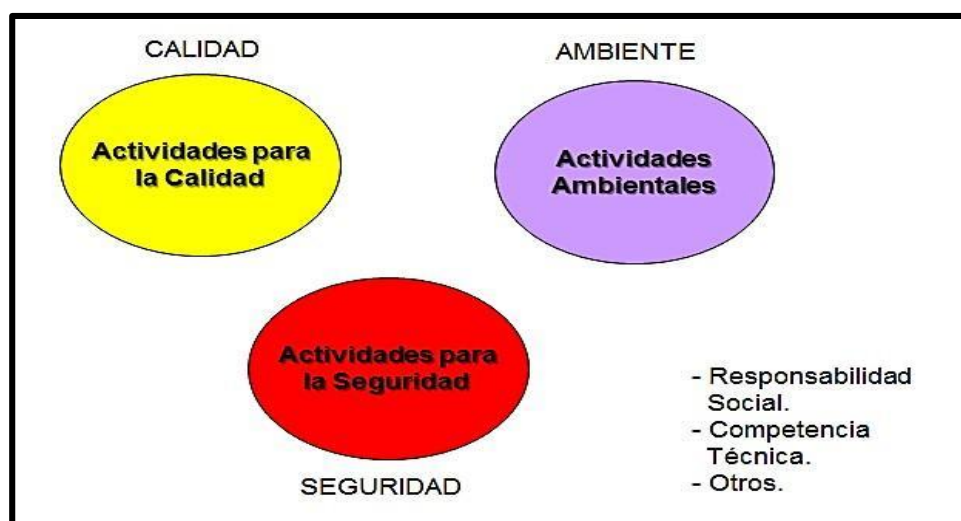 CALIDAD
Actividades para
la Calidad
AMBIENTE
Actividades
Ambientales
Actividades para
la Seguridad
SEGURIDAD
- Responsabilidad
Social.
- Competencia
Técnica.
- Otros.